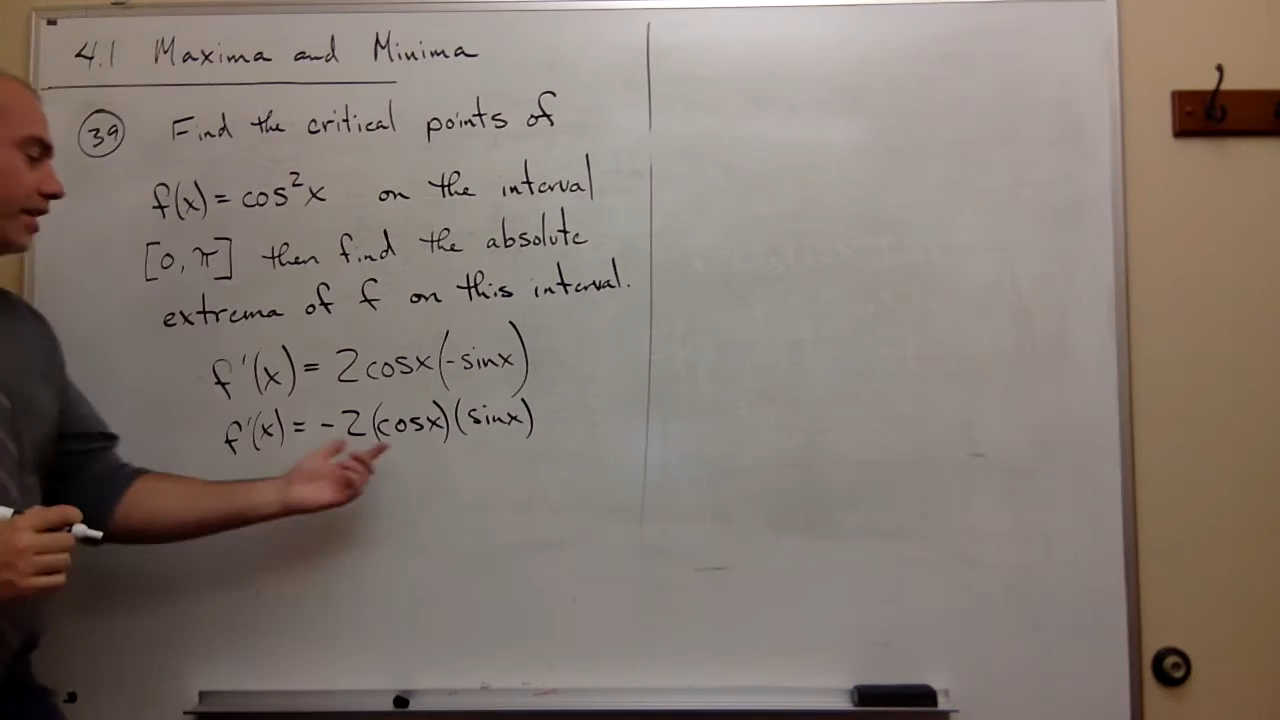 4.1 Maxima and Minima
39 Find the critical points of
f(x) = cos²x on the interval
[0, π] then find the absolute
extrema of f on this interval.
f'(x) = 2cosx(-sinx)
f'(x) = -2(cosx)(sinx)